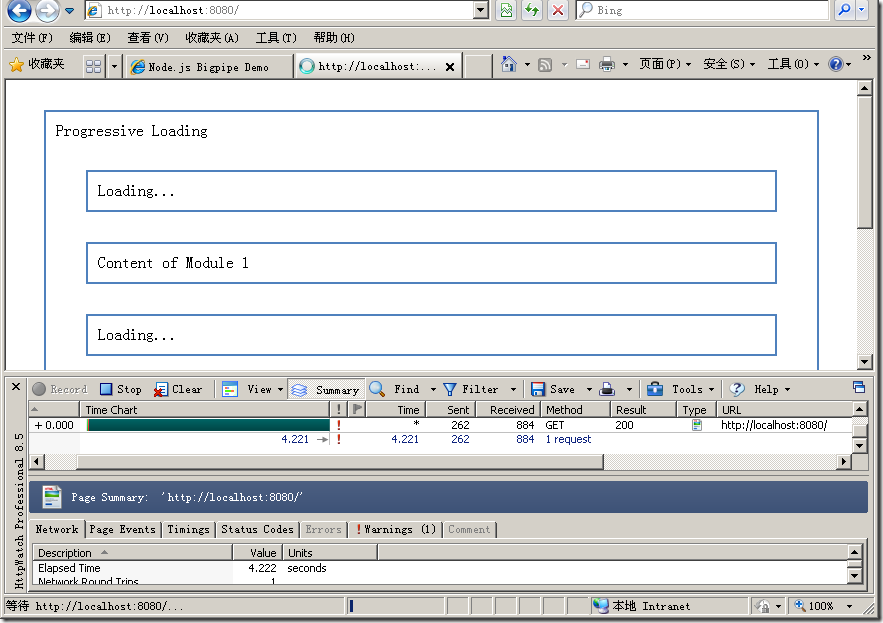 http://localhost:8080/ Bing
文件(F) 编辑(E) 查看(V) 收藏夹(A) 工具(T) 帮助(H)
收藏夹 Node.js Bigpipe Demo http://localhost:... 页面(P) 安全(S) 工具(O) »
Progressive Loading
Loading...
Content of Module 1
Loading...
Record Stop Clear View Summary Find Filter Save Tools Help
Time Chart ! Time Sent Received Method Result Type URL
+ 0.000 ! * 262 884 GET 200 http://localhost:8080/
4.221 ! 4.221 262 884 1 request
HttpWatch Professional 8.5
Page Summary: 'http://localhost:8080/'
Network Page Events Timings Status Codes Errors ! Warnings (1) Comment
Description Value Units
Elapsed Time 4.222 seconds
Network Round Trips 1
等待 http://localhost:8080/... 本地 Intranet 100%